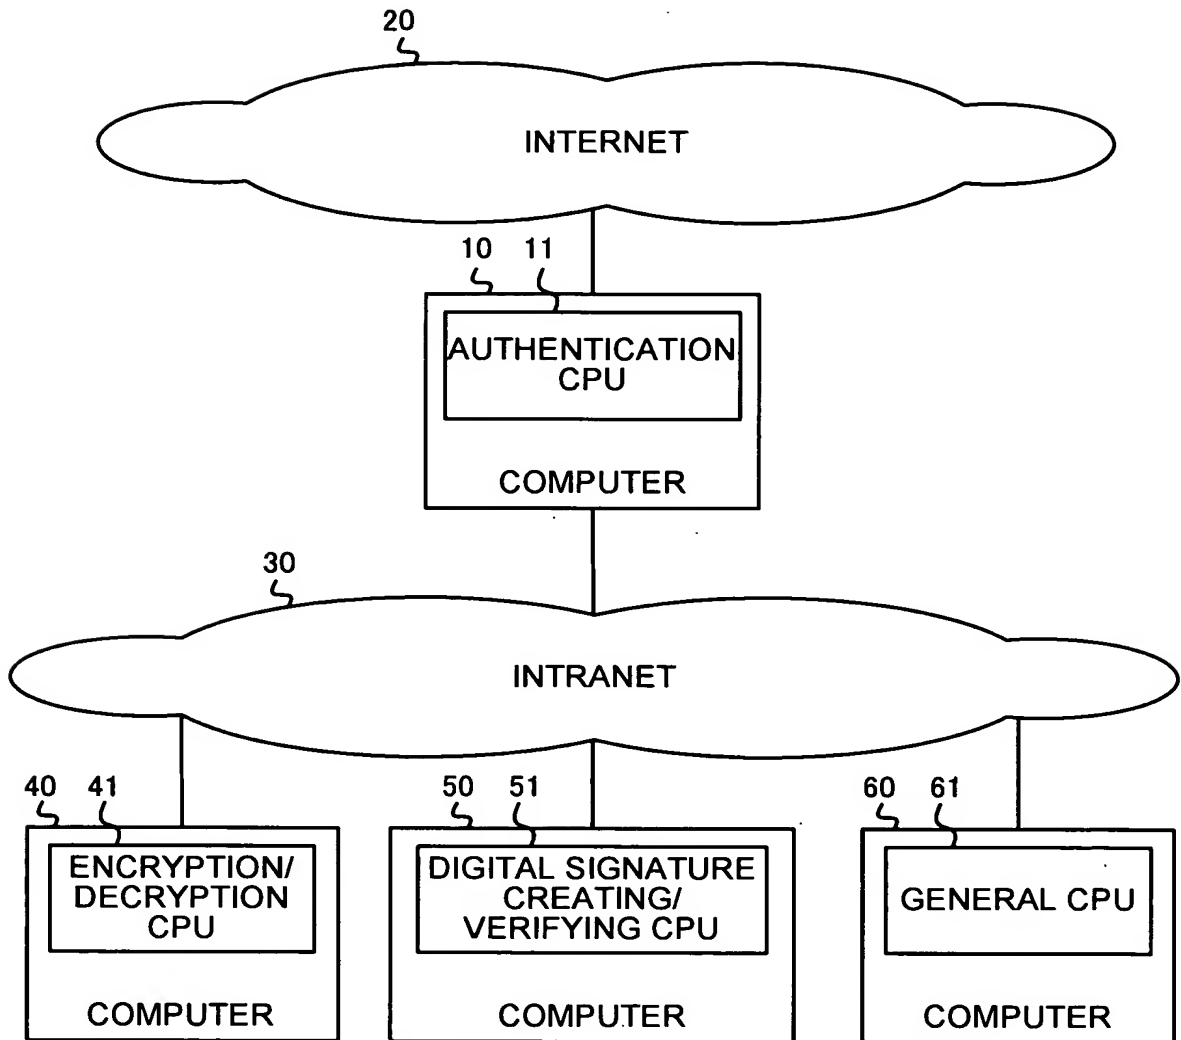 20
INTERNET
10 11
AUTHENTICATION
CPU
COMPUTER
30
INTRANET
40 41 50 51 60 61
ENCRYPTION/
DECRYPTION
CPU
COMPUTER
DIGITAL SIGNATURE
CREATING/
VERIFYING CPU
COMPUTER
GENERAL CPU
COMPUTER